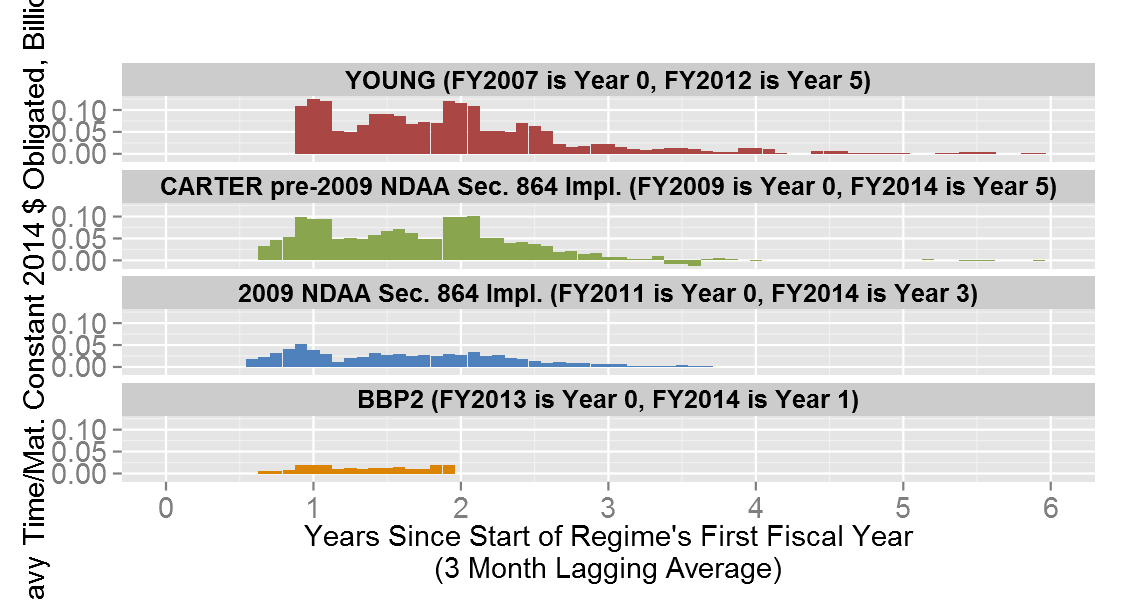 avy Time/Mat. Constant 2014 $ Obligated, Billio
YOUNG (FY2007 is Year 0, FY2012 is Year 5)
0.10
0.05
0.00
CARTER pre-2009 NDAA Sec. 864 Impl. (FY2009 is Year 0, FY2014 is Year 5)
0.10
0.05
0.00
2009 NDAA Sec. 864 Impl. (FY2011 is Year 0, FY2014 is Year 3)
0.10
0.05
0.00
BBP2 (FY2013 is Year 0, FY2014 is Year 1)
0.10
0.05
0.00
0 1 2 3 4 5 6
Years Since Start of Regime's First Fiscal Year
(3 Month Lagging Average)